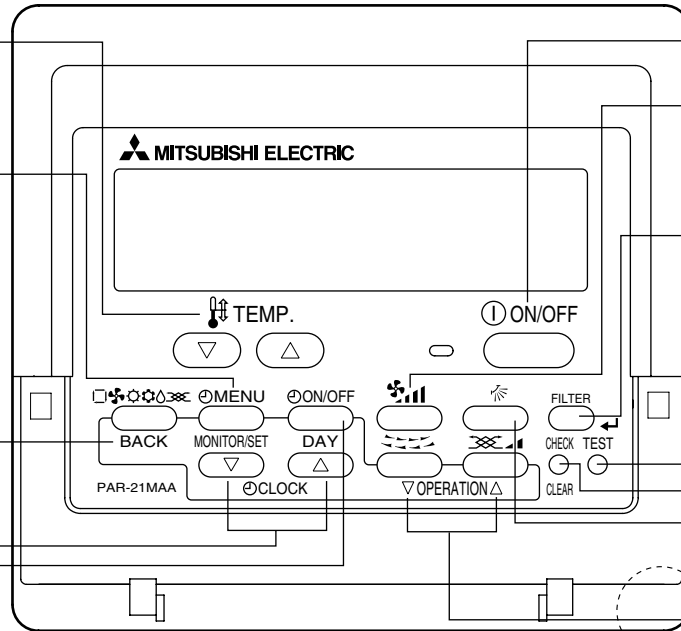 MITSUBISHI ELECTRIC
TEMP.
ON/OFF
MENU
ON/OFF
FILTER
BACK
MONITOR/SET
DAY
CHECK
TEST
PAR-21MAA
CLOCK
OPERATION
CLEAR